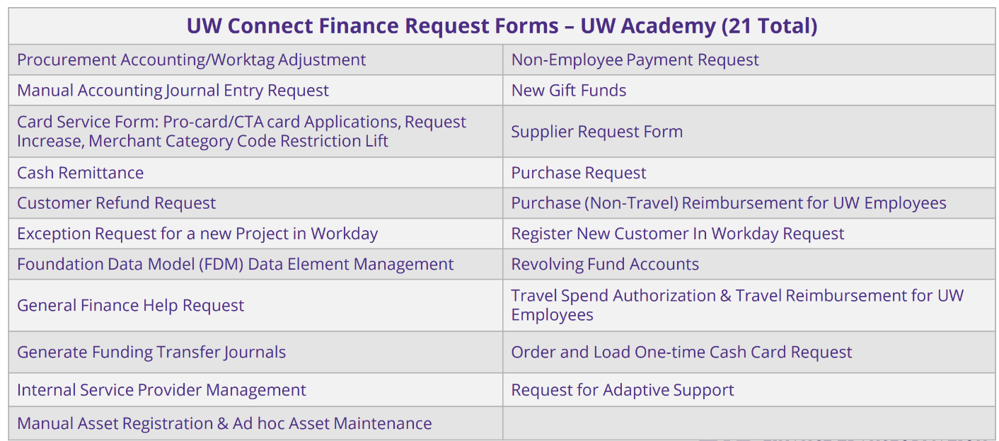 UW Connect Finance Request Forms – UW Academy (21 Total)
Procurement Accounting/Worktag Adjustment
Non-Employee Payment Request
Manual Accounting Journal Entry Request
New Gift Funds
Card Service Form: Pro-card/CTA card Applications, Request
Increase, Merchant Category Code Restriction Lift
Supplier Request Form
Cash Remittance
Purchase Request
Customer Refund Request
Purchase (Non-Travel) Reimbursement for UW Employees
Exception Request for a new Project in Workday
Register New Customer In Workday Request
Foundation Data Model (FDM) Data Element Management
Revolving Fund Accounts
General Finance Help Request
Travel Spend Authorization & Travel Reimbursement for UW
Employees
Generate Funding Transfer Journals
Order and Load One-time Cash Card Request
Internal Service Provider Management
Request for Adaptive Support
Manual Asset Registration & Ad hoc Asset Maintenance